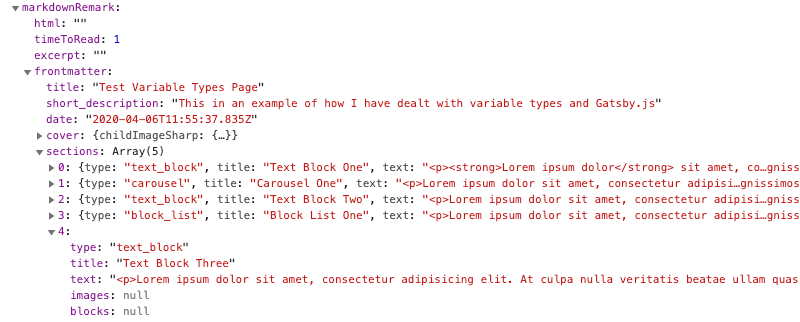 markdownRemark:
html: ""
timeToRead: 1
excerpt: ""
frontmatter:
title: "Test Variable Types Page"
short_description: "This in an example of how I have dealt with variable types and Gatsby.js"
date: "2020-04-06T11:55:37.835Z"
cover: {childImageSharp: {…}}
sections: Array(5)
0: {type: "text_block", title: "Text Block One", text: "<p><strong>Lorem ipsum dolor</strong> sit amet, co…gniss
1: {type: "carousel", title: "Carousel One", text: "<p>Lorem ipsum dolor sit amet, consectetur adipisi…gnissimos
2: {type: "text_block", title: "Text Block Two", text: "<p>Lorem ipsum dolor sit amet, consectetur adipisi…gniss
3: {type: "block_list", title: "Block List One", text: "<p>Lorem ipsum dolor sit amet, consectetur adipisi…gniss
4:
type: "text_block"
title: "Text Block Three"
text: "<p>Lorem ipsum dolor sit amet, consectetur adipisicing elit. At culpa nulla veritatis beatae ullam quas
images: null
blocks: null